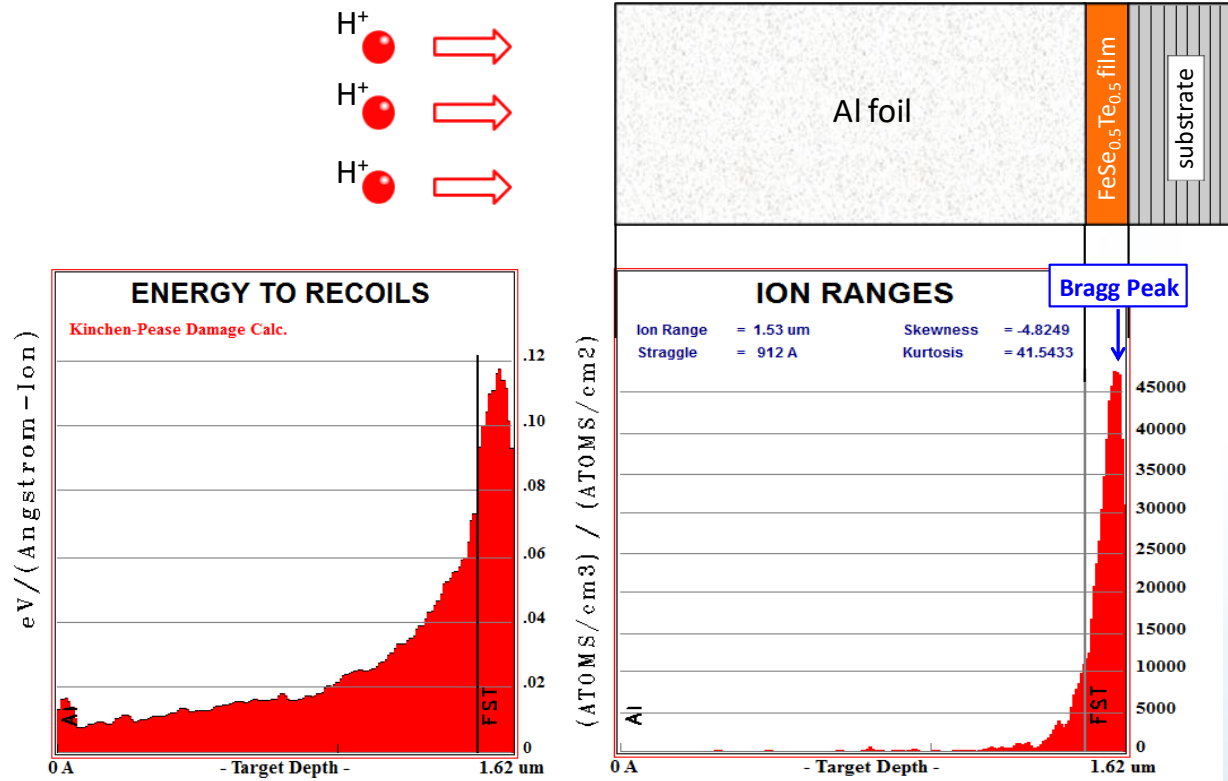 H+
H+
H+
Al foil
FeSe0.5Te0.5 film
substrate
ENERGY TO RECOILS
Kinchen-Pease Damage Calc.
eV/(Angstrom-Ion)
.12
.10
.08
.06
.04
.02
0
Al
FST
0 A
- Target Depth -
1.62 um
ION RANGES
Bragg Peak
Ion Range = 1.53 um Skewness = -4.8249
Straggle = 912 A Kurtosis = 41.5433
(ATOMS/cm3) / (ATOMS/cm2)
45000
40000
35000
30000
25000
20000
15000
10000
5000
0
Al
FST
0 A
- Target Depth -
1.62 um